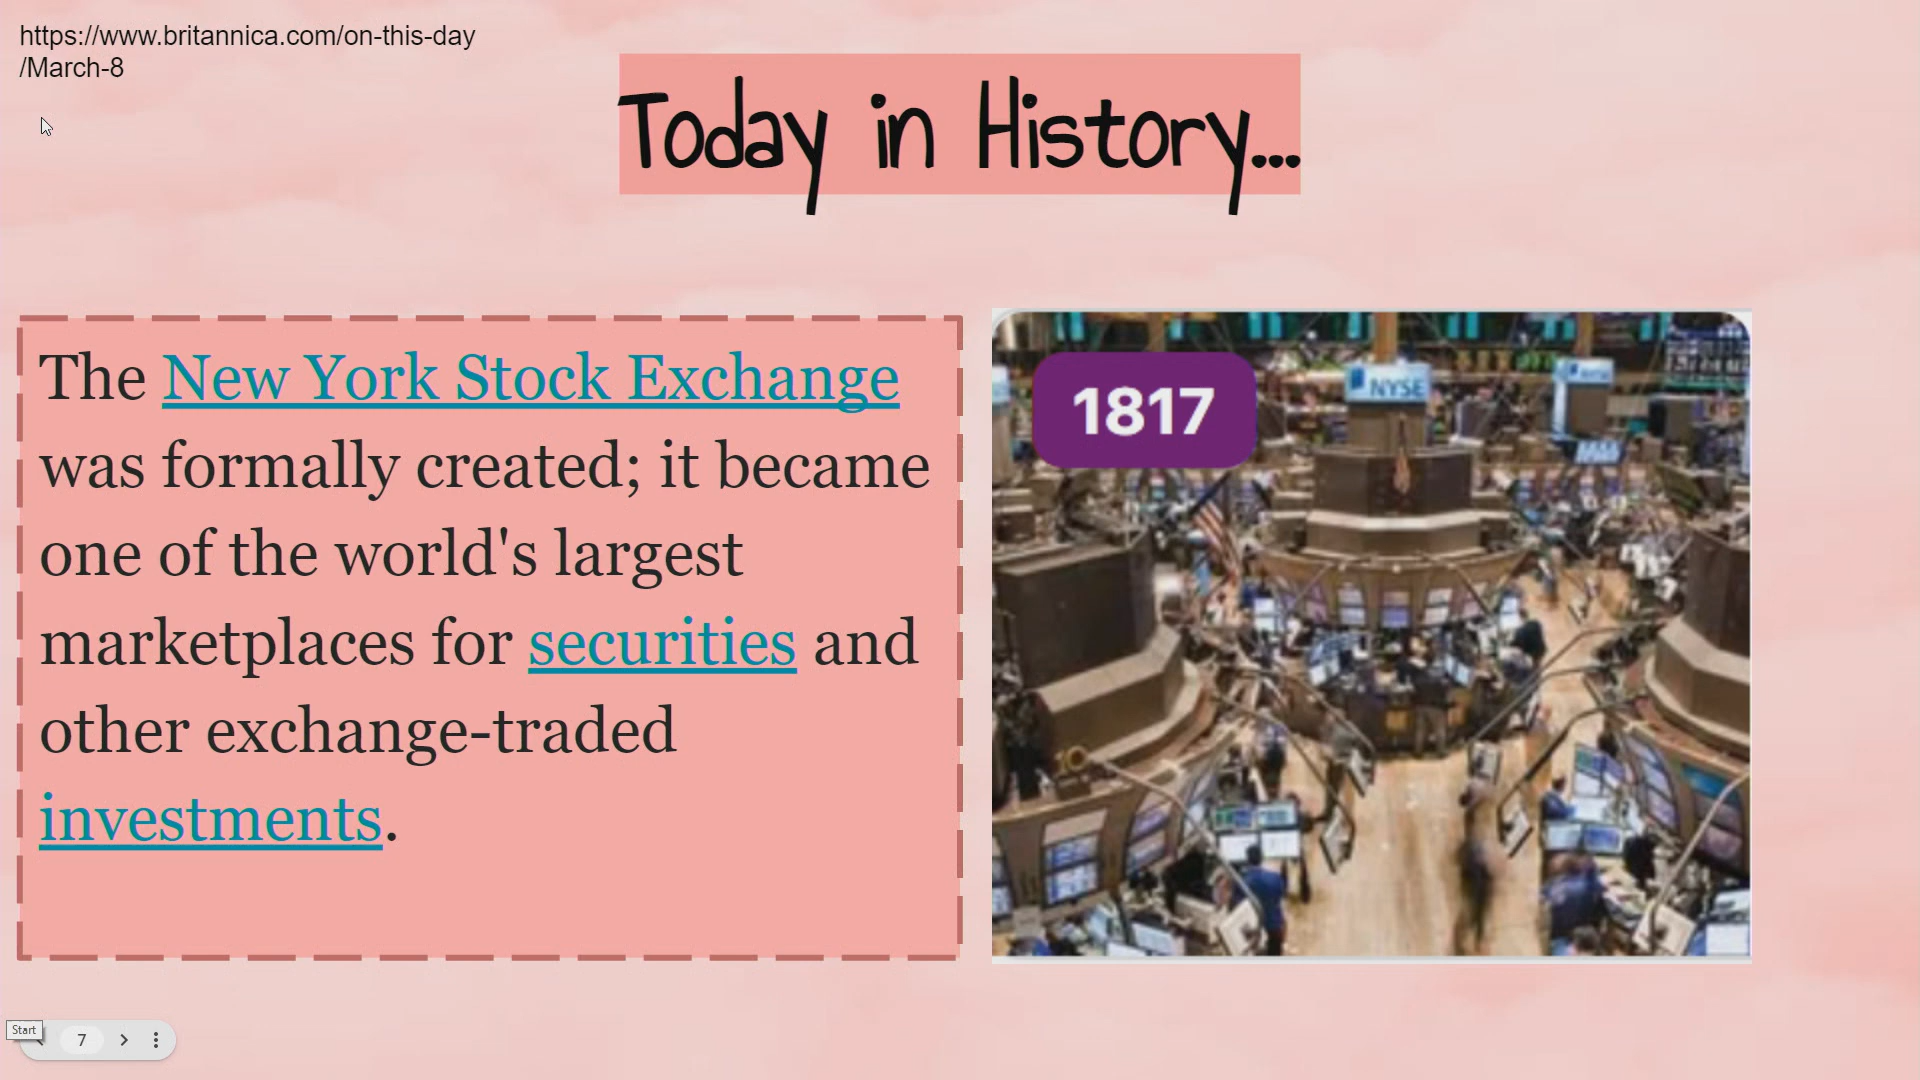 https://www.britannica.com/on-this-day
/March-8
Today in History...
The New York Stock Exchange
was formally created; it became
one of the world's largest
marketplaces for securities and
other exchange-traded
investments.
1817
NYSE
Start
7